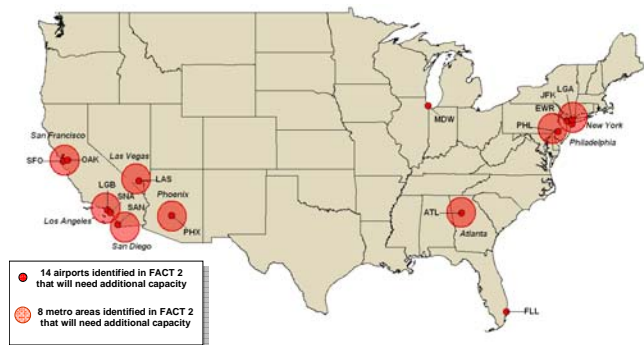 JFK LGA
EWR
MDW
PHL
New York
Philadelphia
San Francisco
SFO
OAK
Las Vegas
LAS
LGB
SNA
SAN
Phoenix
Los Angeles
PHX
San Diego
ATL
Atlanta
FLL
14 airports identified in FACT 2
that will need additional capacity
8 metro areas identified in FACT 2
that will need additional capacity